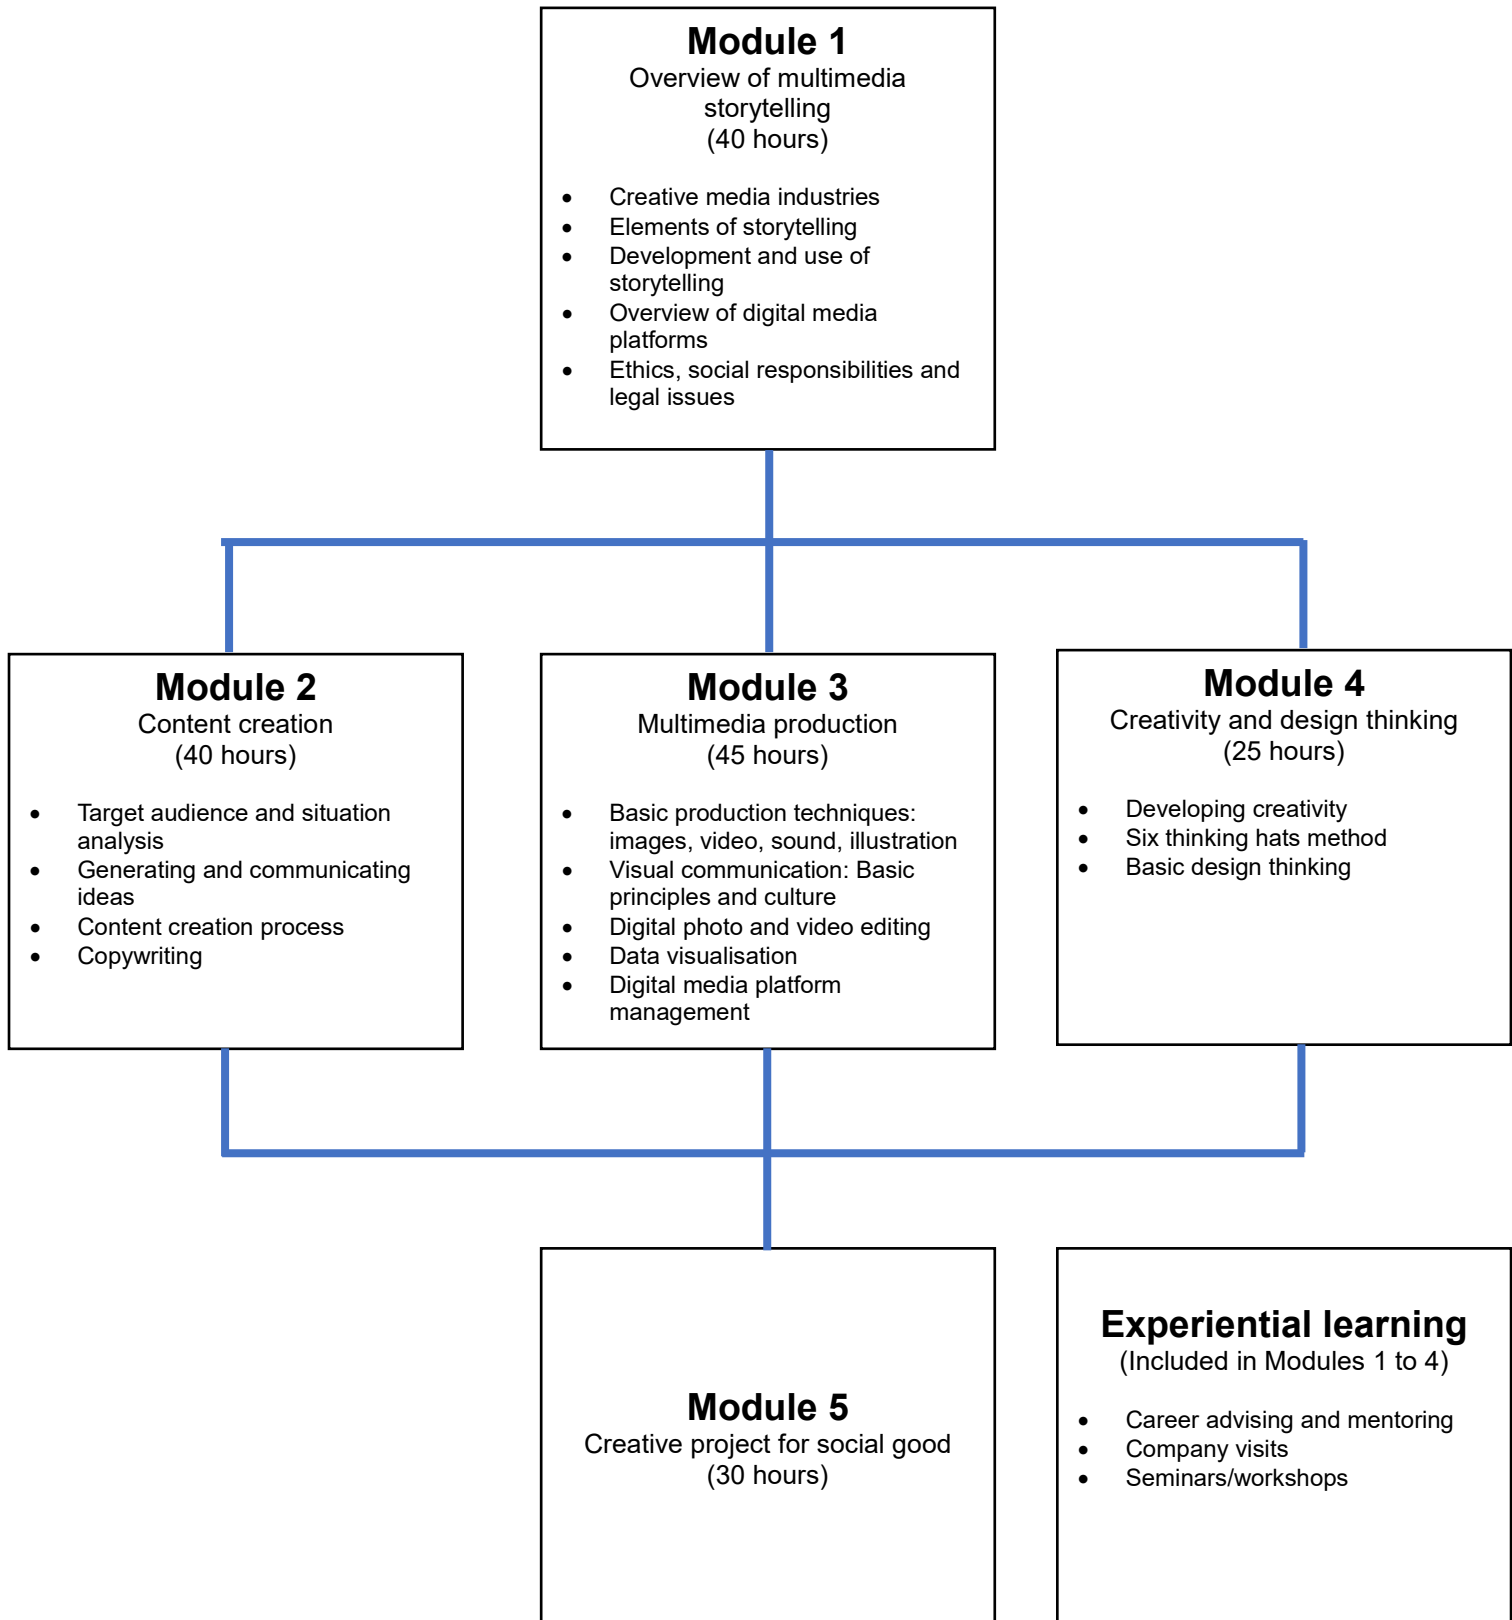 Module 1
Overview of multimedia
storytelling
(40 hours)
• Creative media industries
• Elements of storytelling
• Development and use of
storytelling
• Overview of digital media
platforms
• Ethics, social responsibilities and
legal issues
Module 2
Content creation
(40 hours)
• Target audience and situation
analysis
• Generating and communicating
ideas
• Content creation process
• Copywriting
Module 3
Multimedia production
(45 hours)
• Basic production techniques:
images, video, sound, illustration
• Visual communication: Basic
principles and culture
• Digital photo and video editing
• Data visualisation
• Digital media platform
management
Module 4
Creativity and design thinking
(25 hours)
• Developing creativity
• Six thinking hats method
• Basic design thinking
Module 5
Creative project for social good
(30 hours)
Experiential learning
(Included in Modules 1 to 4)
• Career advising and mentoring
• Company visits
• Seminars/workshops